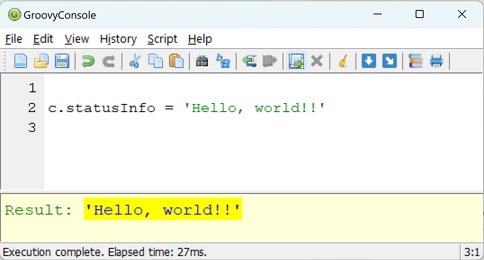 GroovyConsole
File Edit View History Script Help
1
2 c.statusInfo = 'Hello, world!!'
3
Result: 'Hello, world!!'
Execution complete. Elapsed time: 27ms. 3:1